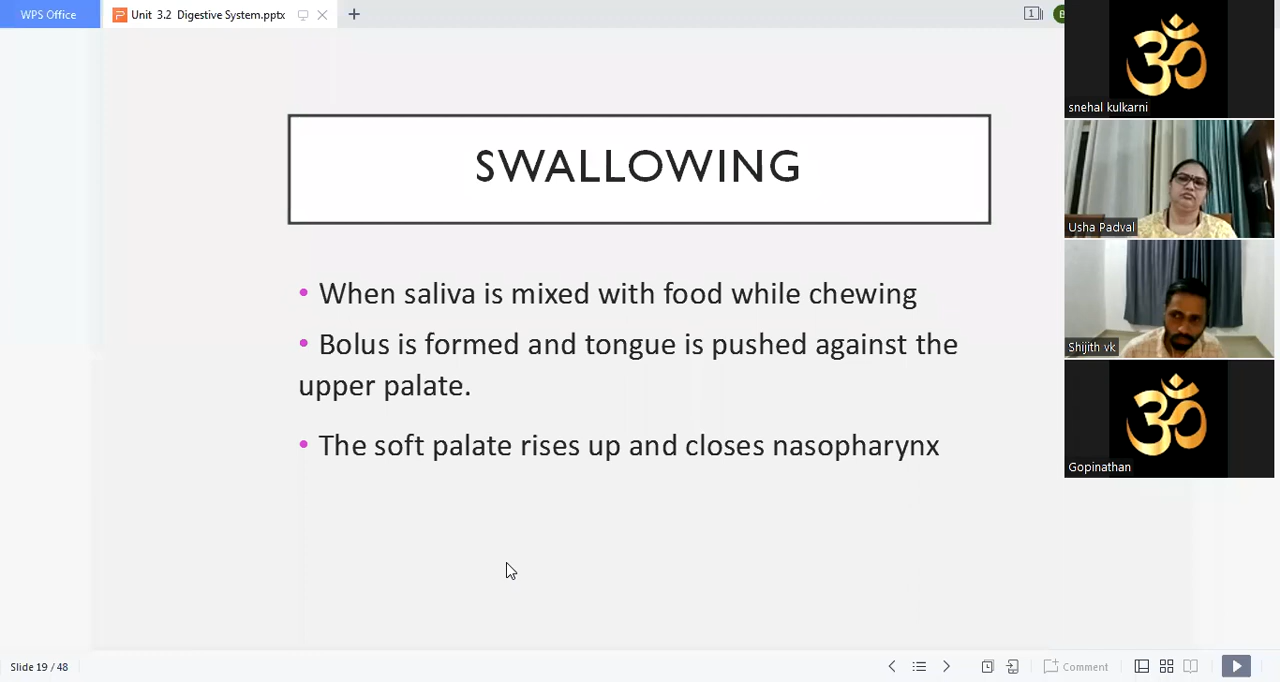 WPS Office
Unit 3.2 Digestive System.pptx
1
B
snehal kulkarni
SWALLOWING
Usha Padval
• When saliva is mixed with food while chewing
• Bolus is formed and tongue is pushed against the
upper palate.
Shijith vk
• The soft palate rises up and closes nasopharynx
Gopinathan
Slide 19 / 48
Comment